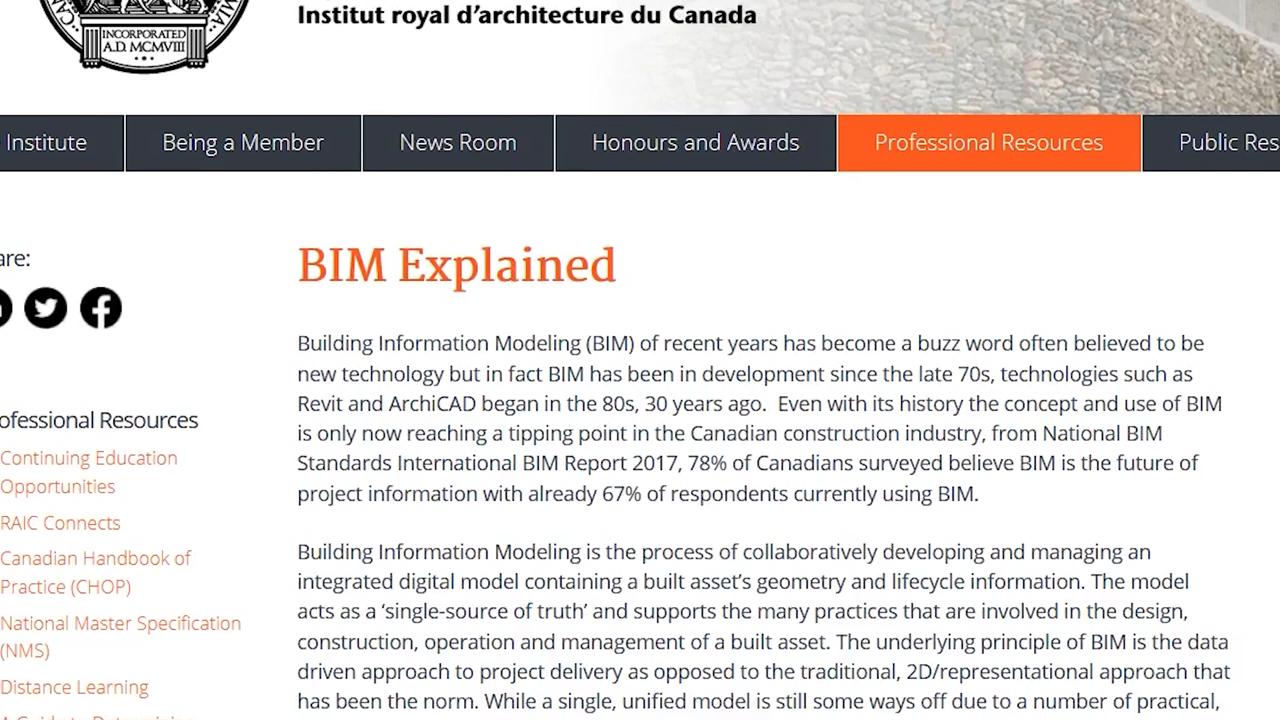 Institut royal d’architecture du Canada
INCORPORATED
A.D. MCMVIII
Institute
Being a Member
News Room
Honours and Awards
Professional Resources
Public Res
are:
BIM Explained
Building Information Modeling (BIM) of recent years has become a buzz word often believed to be
new technology but in fact BIM has been in development since the late 70s, technologies such as
Revit and ArchiCAD began in the 80s, 30 years ago.  Even with its history the concept and use of BIM
is only now reaching a tipping point in the Canadian construction industry, from National BIM
Standards International BIM Report 2017, 78% of Canadians surveyed believe BIM is the future of
project information with already 67% of respondents currently using BIM.
Building Information Modeling is the process of collaboratively developing and managing an
integrated digital model containing a built asset’s geometry and lifecycle information. The model
acts as a ‘single-source of truth’ and supports the many practices that are involved in the design,
construction, operation and management of a built asset. The underlying principle of BIM is the data
driven approach to project delivery as opposed to the traditional, 2D/representational approach that
has been the norm. While a single, unified model is still some ways off due to a number of practical,
ofessional Resources
Continuing Education
Opportunities
RAIC Connects
Canadian Handbook of
Practice (CHOP)
National Master Specification
(NMS)
Distance Learning